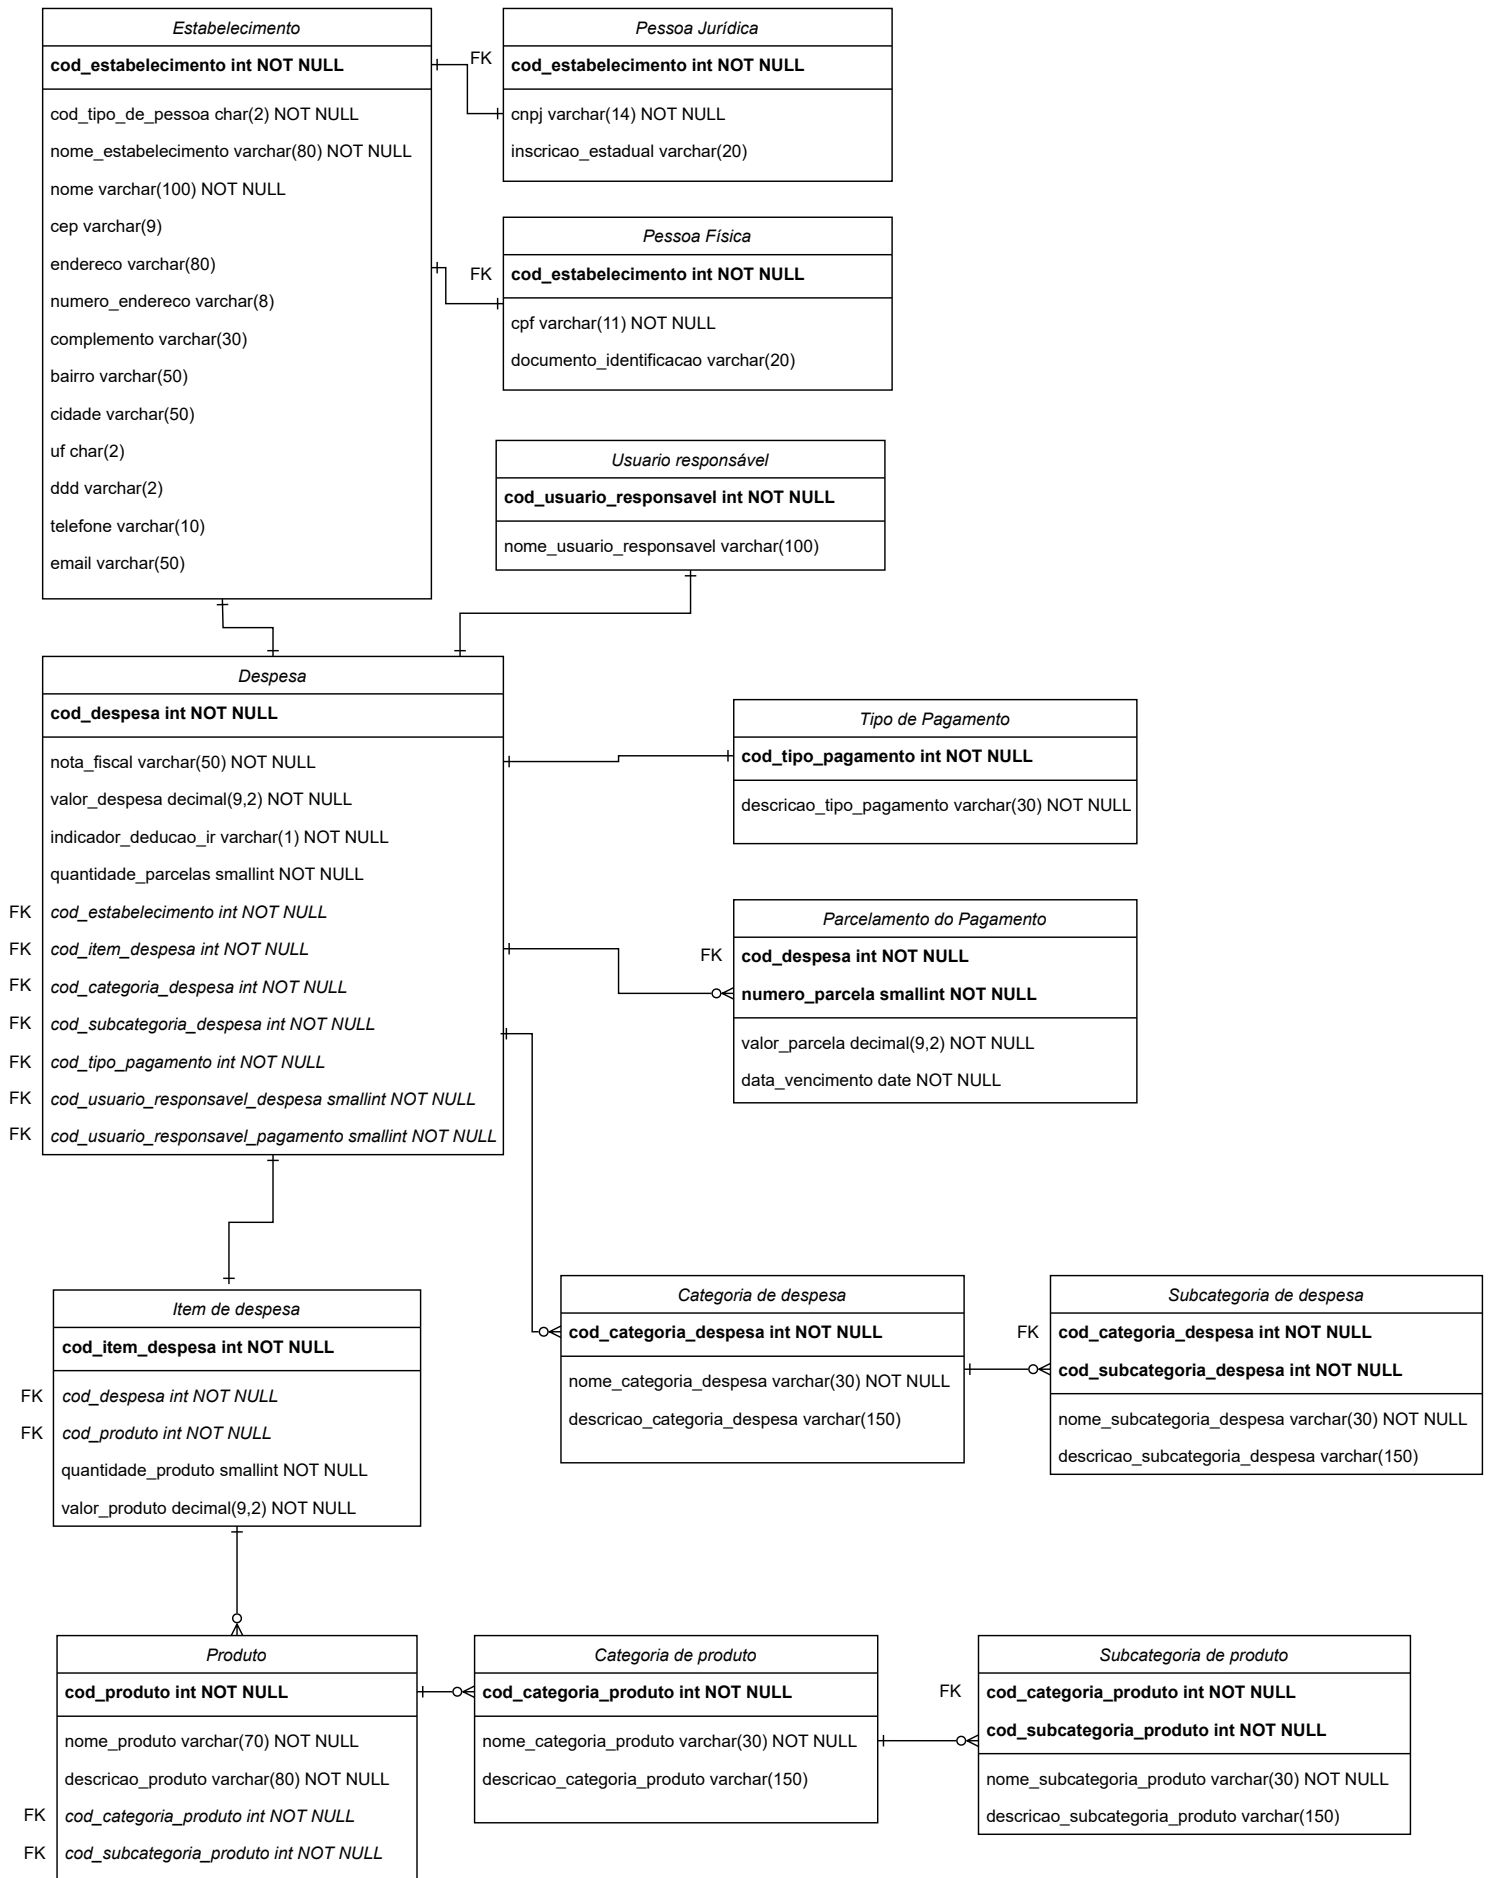 Estabelecimento
cod_estabelecimento int NOT NULL
cod_tipo_de_pessoa char(2) NOT NULL
nome_estabelecimento varchar(80) NOT NULL
nome varchar(100) NOT NULL
cep varchar(9)
endereco varchar(80)
numero_endereco varchar(8)
complemento varchar(30)
bairro varchar(50)
cidade varchar(50)
uf char(2)
ddd varchar(2)
telefone varchar(10)
email varchar(50)
Pessoa Jurídica
FK cod_estabelecimento int NOT NULL
cnpj varchar(14) NOT NULL
inscricao_estadual varchar(20)
Pessoa Física
FK cod_estabelecimento int NOT NULL
cpf varchar(11) NOT NULL
documento_identificacao varchar(20)
Usuario responsável
cod_usuario_responsavel int NOT NULL
nome_usuario_responsavel varchar(100)
Despesa
cod_despesa int NOT NULL
nota_fiscal varchar(50) NOT NULL
valor_despesa decimal(9,2) NOT NULL
indicador_deducao_ir varchar(1) NOT NULL
quantidade_parcelas smallint NOT NULL
FK cod_estabelecimento int NOT NULL
FK cod_item_despesa int NOT NULL
FK cod_categoria_despesa int NOT NULL
FK cod_subcategoria_despesa int NOT NULL
FK cod_tipo_pagamento int NOT NULL
FK cod_usuario_responsavel_despesa smallint NOT NULL
FK cod_usuario_responsavel_pagamento smallint NOT NULL
Tipo de Pagamento
cod_tipo_pagamento int NOT NULL
descricao_tipo_pagamento varchar(30) NOT NULL
Parcelamento do Pagamento
FK cod_despesa int NOT NULL
numero_parcela smallint NOT NULL
valor_parcela decimal(9,2) NOT NULL
data_vencimento date NOT NULL
Item de despesa
cod_item_despesa int NOT NULL
FK cod_despesa int NOT NULL
FK cod_produto int NOT NULL
quantidade_produto smallint NOT NULL
valor_produto decimal(9,2) NOT NULL
Categoria de despesa
cod_categoria_despesa int NOT NULL
nome_categoria_despesa varchar(30) NOT NULL
descricao_categoria_despesa varchar(150)
Subcategoria de despesa
FK cod_categoria_despesa int NOT NULL
cod_subcategoria_despesa int NOT NULL
nome_subcategoria_despesa varchar(30) NOT NULL
descricao_subcategoria_despesa varchar(150)
Produto
cod_produto int NOT NULL
nome_produto varchar(70) NOT NULL
descricao_produto varchar(80) NOT NULL
FK cod_categoria_produto int NOT NULL
FK cod_subcategoria_produto int NOT NULL
Categoria de produto
cod_categoria_produto int NOT NULL
nome_categoria_produto varchar(30) NOT NULL
descricao_categoria_produto varchar(150)
Subcategoria de produto
FK cod_categoria_produto int NOT NULL
cod_subcategoria_produto int NOT NULL
nome_subcategoria_produto varchar(30) NOT NULL
descricao_subcategoria_produto varchar(150)